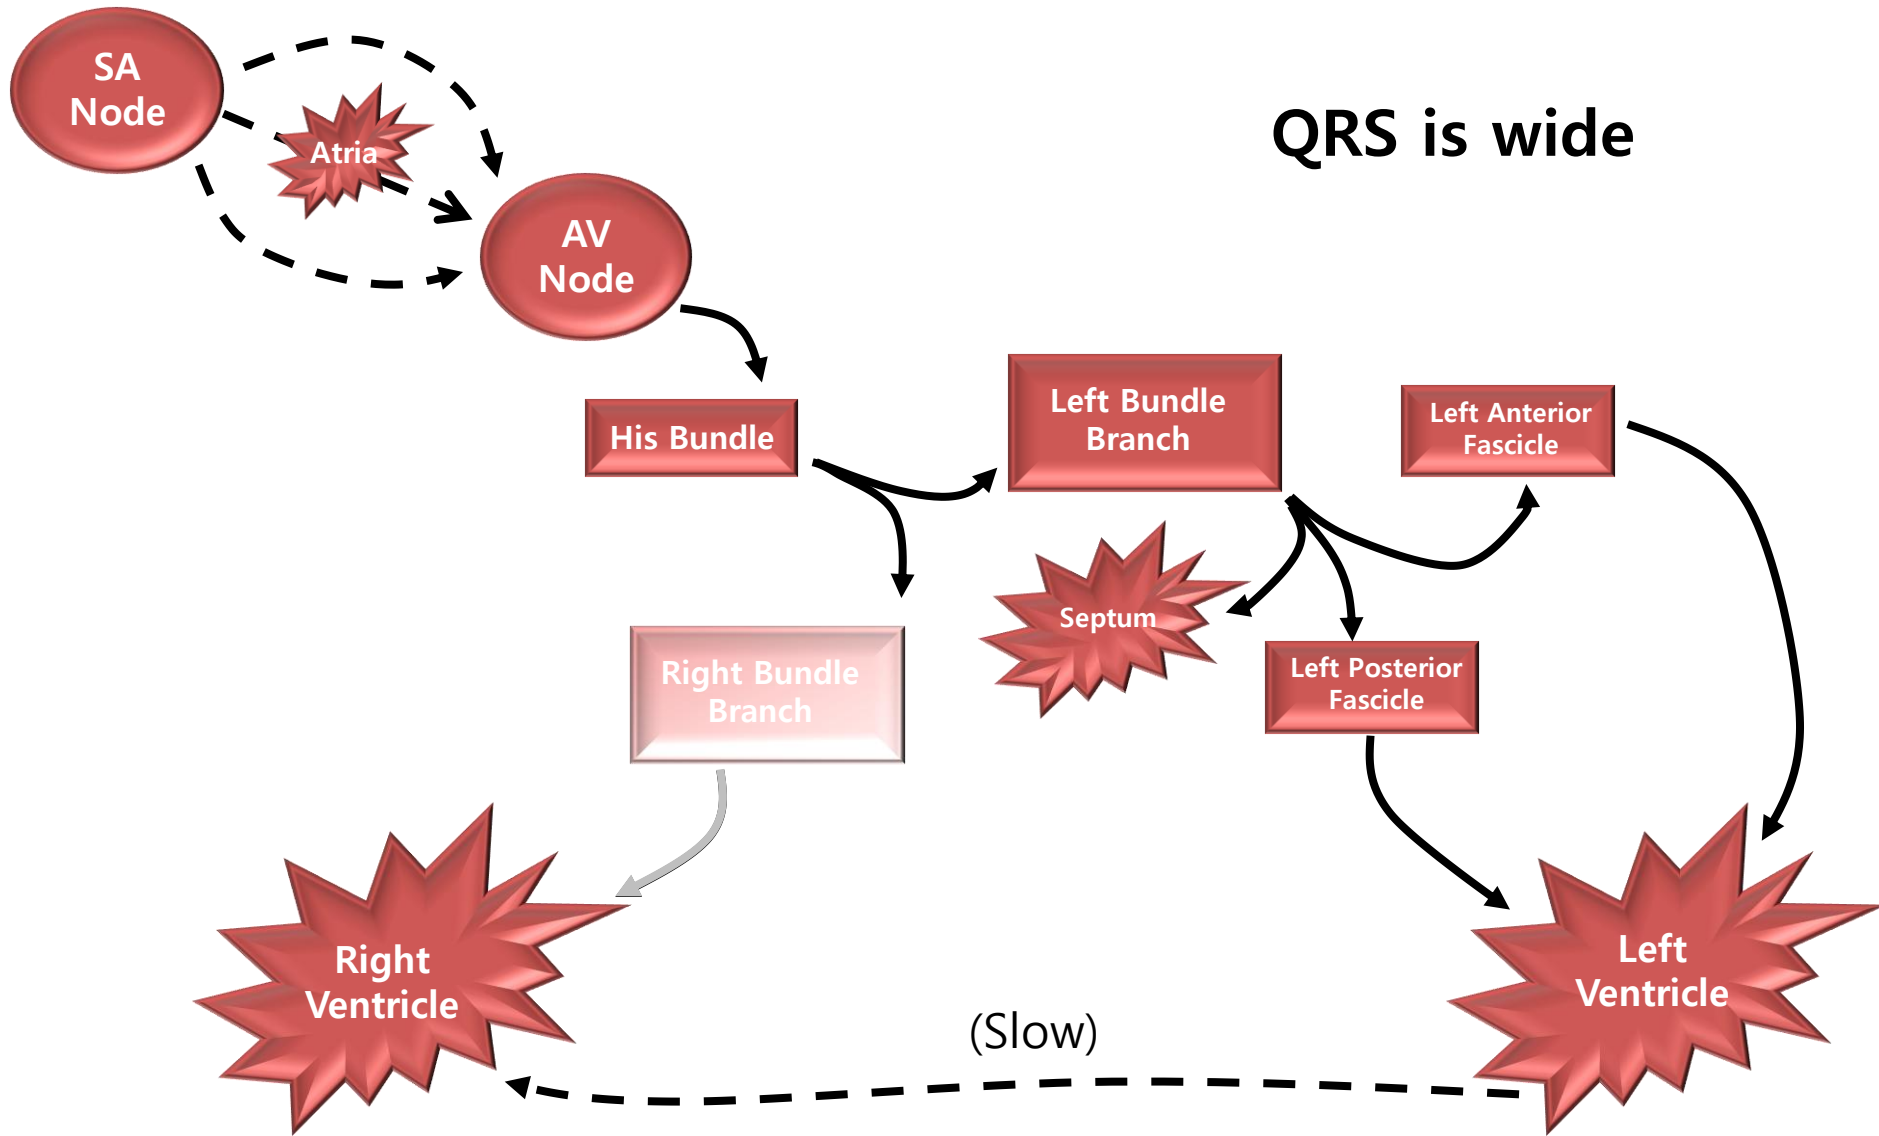 SA
Node
Atria
QRS is wide
AV
Node
His Bundle
Left Bundle
Branch
Left Anterior
Fascicle
Septum
Right Bundle
Branch
Left Posterior
Fascicle
Right
Ventricle
Left
Ventricle
(Slow)